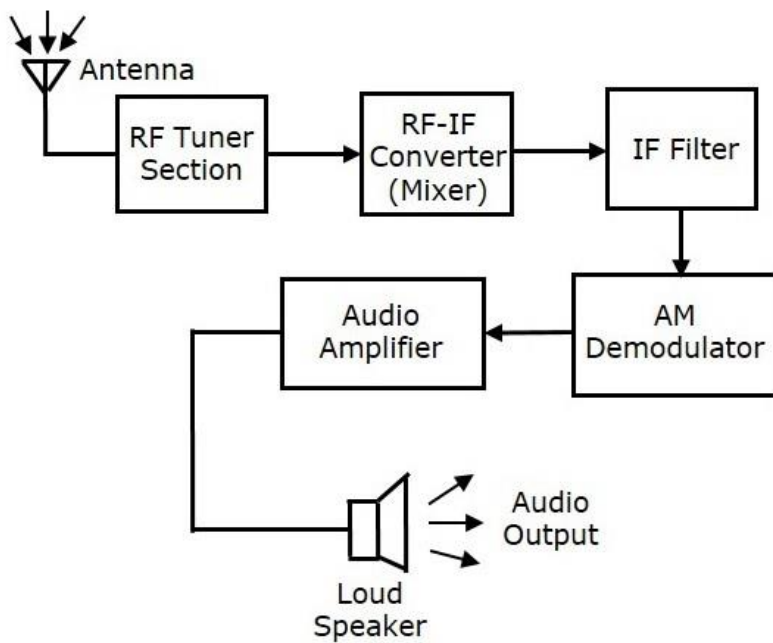 Antenna
RF Tuner
Section
RF-IF
Converter
(Mixer)
IF Filter
Audio
Amplifier
AM
Demodulator
Audio
Output
Loud
Speaker